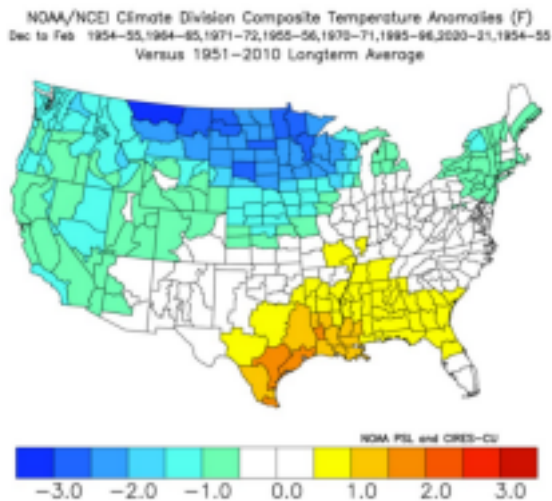 NOAA/NCEI Climate Division Composite Temperature Anomalies (F)
Dec to Feb 1954-55,1964-65,1971-72,1955-56,1970-71,1995-96,2020-21,1954-55
Versus 1951-2010 Longterm Average
NOAA PSL and CIRES-CU
-3.0 -2.0 -1.0 0.0 1.0 2.0 3.0